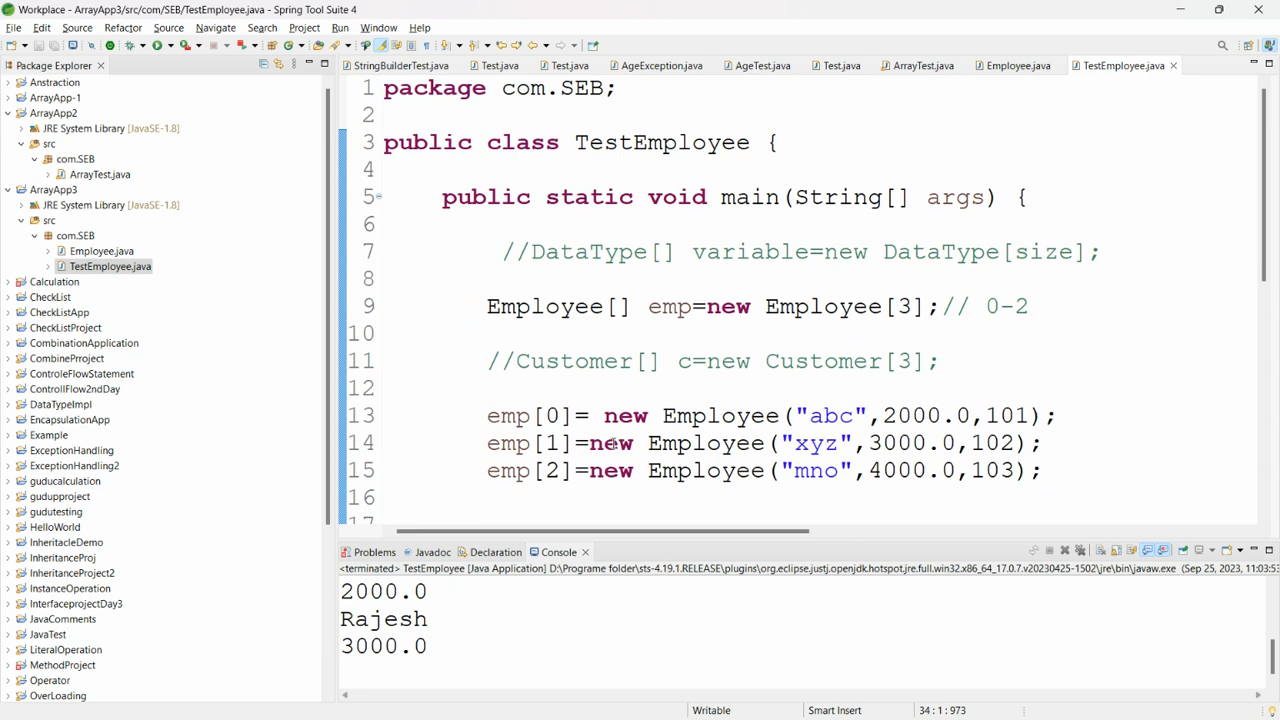 Workplace - ArrayApp3/src/com/SEB/TestEmployee.java - Spring Tool Suite 4
File Edit Source Refactor Source Navigate Search Project Run Window Help
Package Explorer
StringBuilderTest.java Test.java Test.java AgeException.java AgeTest.java Test.java ArrayTest.java Employee.java TestEmployee.java
Anstraction
ArrayApp-1
ArrayApp2
JRE System Library [JavaSE-1.8]
src
com.SEB
ArrayTest.java
ArrayApp3
JRE System Library [JavaSE-1.8]
src
com.SEB
Employee.java
TestEmployee.java
Calculation
CheckList
CheckListApp
CheckListProject
CombinationApplication
CombineProject
ControleFlowStatement
ControllFlow2ndDay
DataTypeImpl
EncapsulationApp
Example
ExceptionHandling
ExceptionHandling2
guducalculation
gudupproject
gudutesting
HelloWorld
InheritacleDemo
InheritanceProj
InheritanceProject2
InstanceOperation
InterfaceprojectDay3
JavaComments
JavaTest
LiteralOperation
MethodProject
Operator
OverLoading
1 package com.SEB;
2
3 public class TestEmployee {
4
5 public static void main(String[] args) {
6
7 //DataType[] variable=new DataType[size];
8
9 Employee[] emp=new Employee[3];// 0-2
10
11 //Customer[] c=new Customer[3];
12
13 emp[0]= new Employee("abc",2000.0,101);
14 emp[1]=new Employee("xyz",3000.0,102);
15 emp[2]=new Employee("mno",4000.0,103);
16
17
Problems Javadoc Declaration Console
<terminated> TestEmployee [Java Application] D:\Programe folder\sts-4.19.1.RELEASE\plugins\org.eclipse.justj.openjdk.hotspot.jre.full.win32.x86_64_17.0.7.v20230425-1502\jre\bin\javaw.exe (Sep 25, 2023, 11:03:53
2000.0
Rajesh
3000.0
Writable Smart Insert 34 : 1 : 973